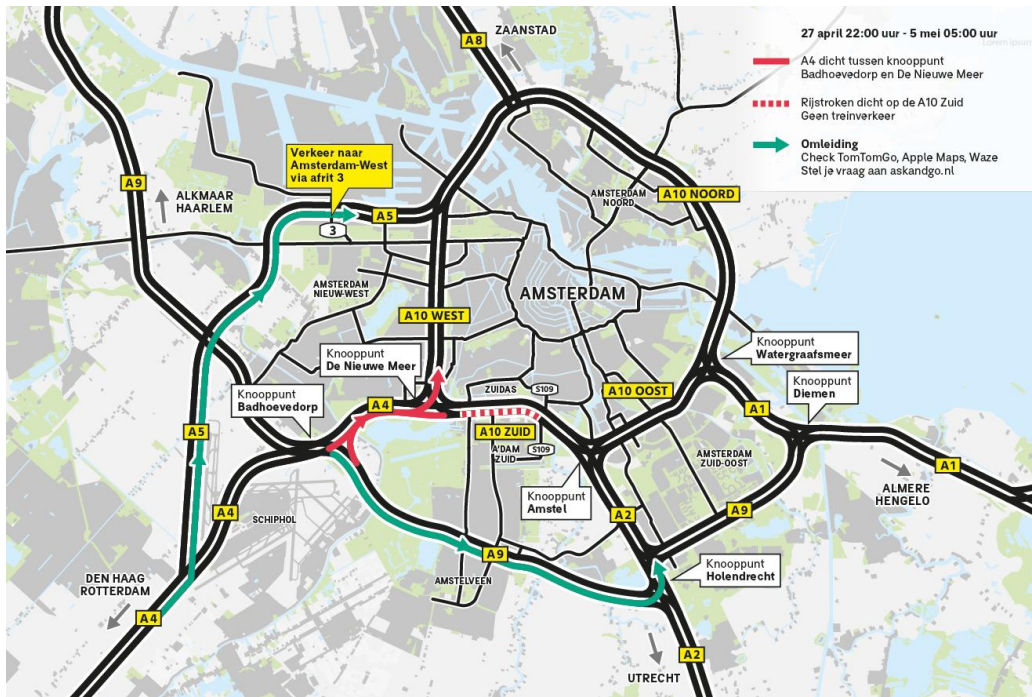 27 april 22:00 uur - 5 mei 05:00 uur
Lorem ipsum
A4 dicht tussen knooppunt
Badhoevedorp en De Nieuwe Meer
Rijstroken dicht op de A10 Zuid
Geen treinverkeer
Omleiding
Check TomTomGo, Apple Maps, Waze
Stel je vraag aan askandgo.nl
ZAANSTAD
A8
Verkeer naar
Amsterdam-West
via afrit 3
A9
ALKMAAR
HAARLEM
3
A5
AMSTERDAM
NOORD
A10 NOORD
AMSTERDAM
NIEUW-WEST
AMSTERDAM
A10 WEST
Knooppunt
De Nieuwe Meer
Knooppunt
Watergraafsmeer
Knooppunt
Badhoevedorp
A4
ZUIDAS
S109
A10 OOST
Knooppunt
Diemen
A1
A5
A10 ZUID
A'DAM
ZUID
S109
AMSTERDAM
ZUID-OOST
A1
ALMERE
HENGELO
Knooppunt
Amstel
A4
SCHIPHOL
A2
A9
A9
AMSTELVEEN
Knooppunt
Holendrecht
DEN HAAG
ROTTERDAM
A4
UTRECHT
A2